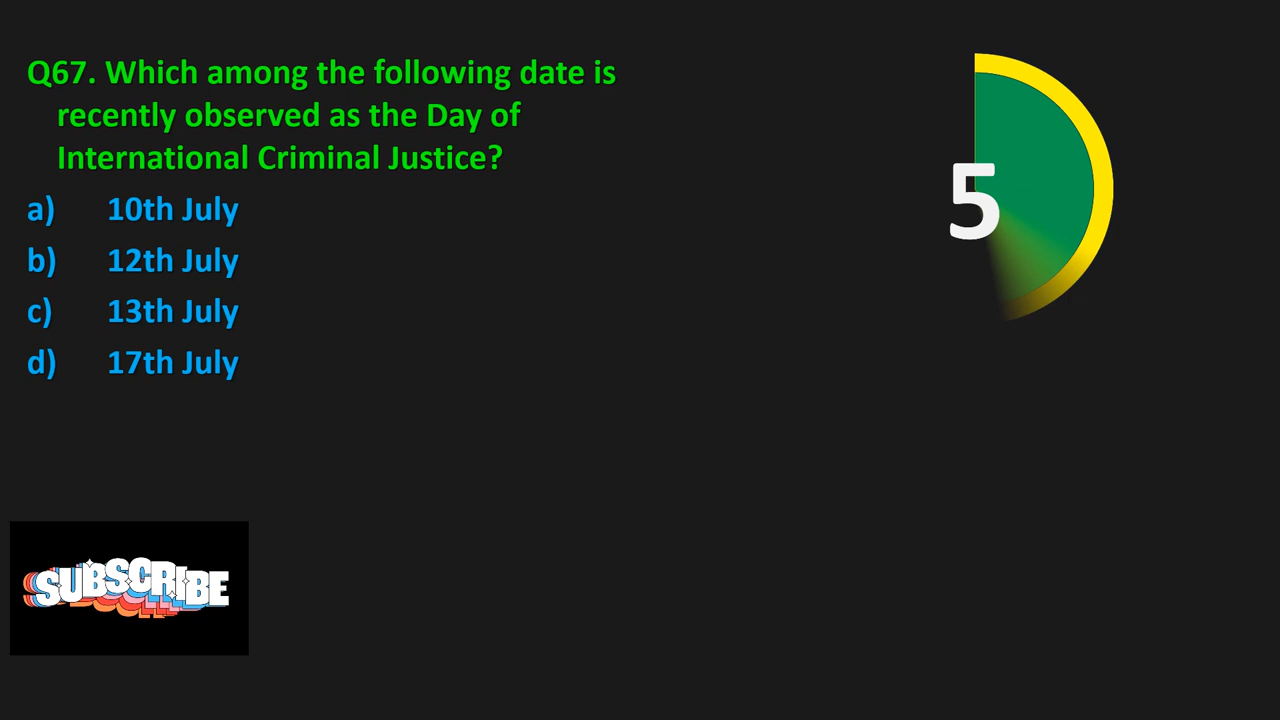 Q67. Which among the following date is
recently observed as the Day of
International Criminal Justice?
5
a) 10th July
b) 12th July
c) 13th July
d) 17th July
SUBSCRIBE